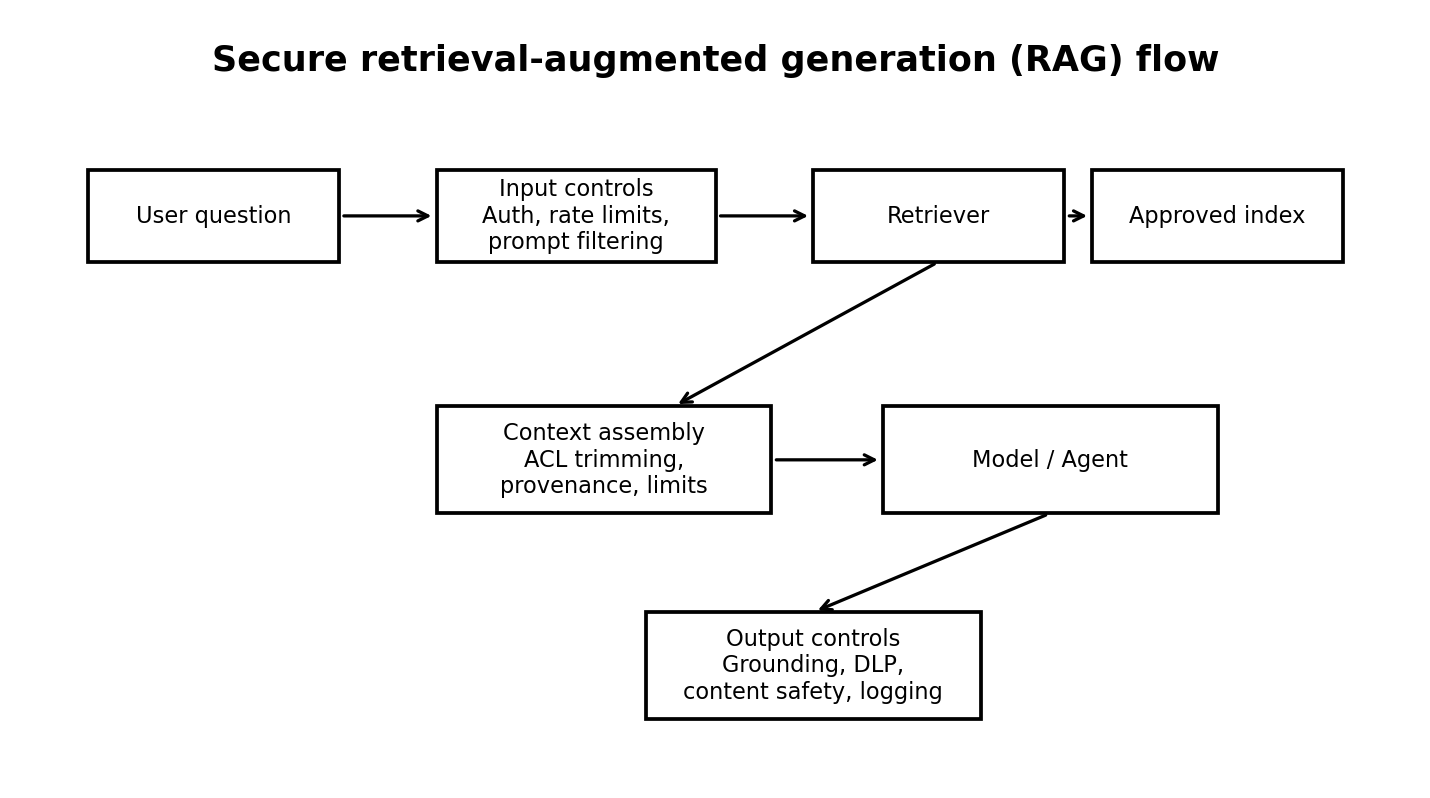 Secure retrieval-augmented generation (RAG) flow
User question
Input controls
Auth, rate limits,
prompt filtering
Retriever
Approved index
Context assembly
ACL trimming,
provenance, limits
Model / Agent
Output controls
Grounding, DLP,
content safety, logging